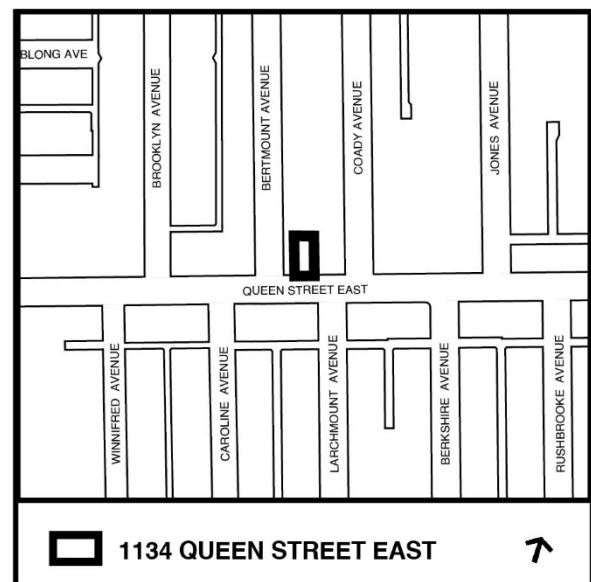 BLONG AVE
BROOKLYN AVENUE
BERTMOUNT AVENUE
COADY AVENUE
JONES AVENUE
QUEEN STREET EAST
WINNIFRED AVENUE
CAROLINE AVENUE
LARCHMOUNT AVENUE
BERKSHIRE AVENUE
RUSHBROOKE AVENUE
1134 QUEEN STREET EAST